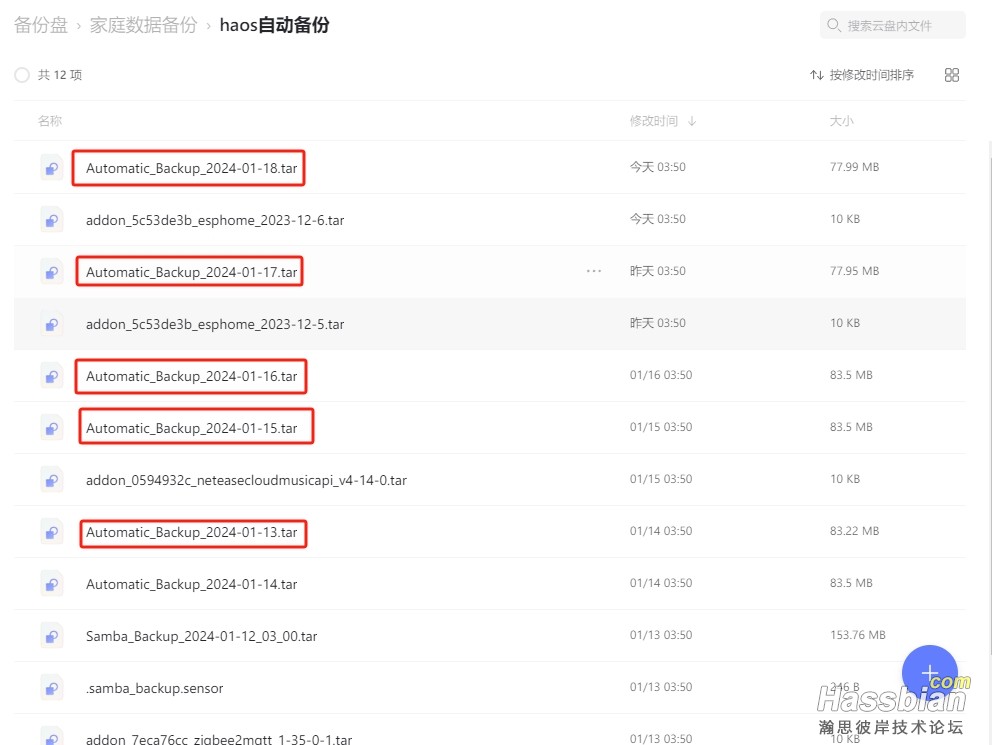 备份盘 › 家庭数据备份 › haos自动备份
搜索云盘内文件
共 12 项
按修改时间排序
名称 修改时间 ↓ 大小
Automatic_Backup_2024-01-18.tar 今天 03:50 77.99 MB
addon_5c53de3b_esphome_2023-12-6.tar 今天 03:50 10 KB
Automatic_Backup_2024-01-17.tar ··· 昨天 03:50 77.95 MB
addon_5c53de3b_esphome_2023-12-5.tar 昨天 03:50 10 KB
Automatic_Backup_2024-01-16.tar 01/16 03:50 83.5 MB
Automatic_Backup_2024-01-15.tar 01/15 03:50 83.5 MB
addon_0594932c_neteasecloudmusicapi_v4-14-0.tar 01/15 03:50 10 KB
Automatic_Backup_2024-01-13.tar 01/14 03:50 83.22 MB
Automatic_Backup_2024-01-14.tar 01/14 03:50 83.5 MB
Samba_Backup_2024-01-12_03_00.tar 01/13 03:50 153.76 MB
.samba_backup.sensor 01/13 03:50 246 B
addon_7eca76cc_zigbee2mqtt_1-35-0-1.tar 01/13 03:50 10 KB
.com
Hassbian
瀚思彼岸技术论坛